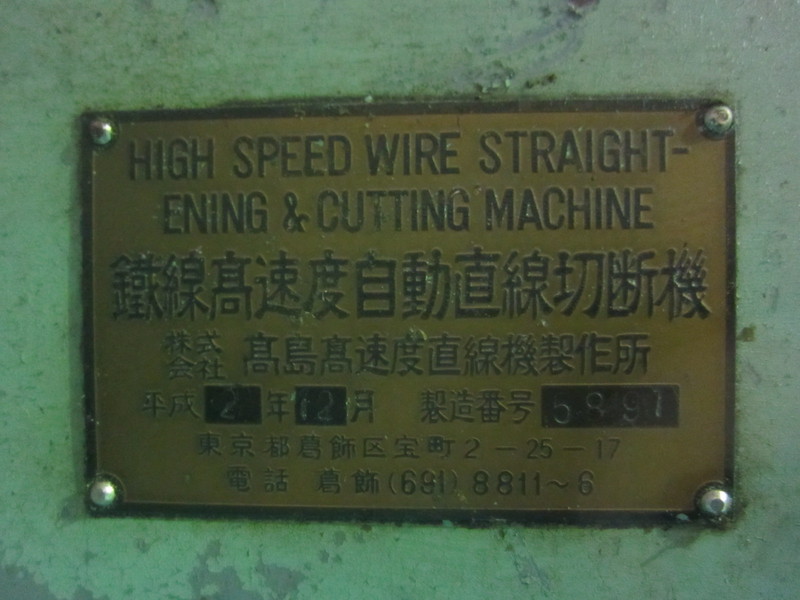 HIGH SPEED WIRE STRAIGHT-
ENING & CUTTING MACHINE
鐵線髙速度自動直線切断機
株式会社 髙島髙速度直線機製作所
平成 2 年 12 月 製造番号 5891
東京都葛飾区宝町2-25-17
電話 葛飾(691)8811~6